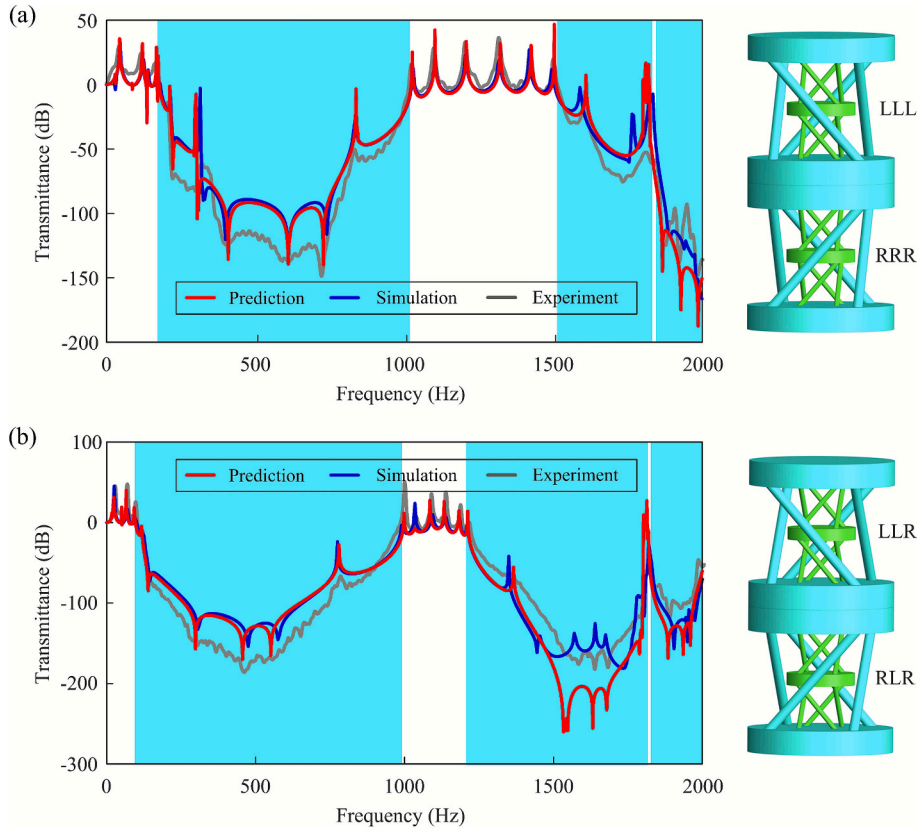 (a)
50
0
-50
-100
-150
-200
Transmittance (dB)
Prediction Simulation Experiment
0 500 1000 1500 2000
Frequency (Hz)
LLL
RRR
(b)
100
0
-100
-200
-300
Transmittance (dB)
Prediction Simulation Experiment
0 500 1000 1500 2000
Frequency (Hz)
LLR
RLR